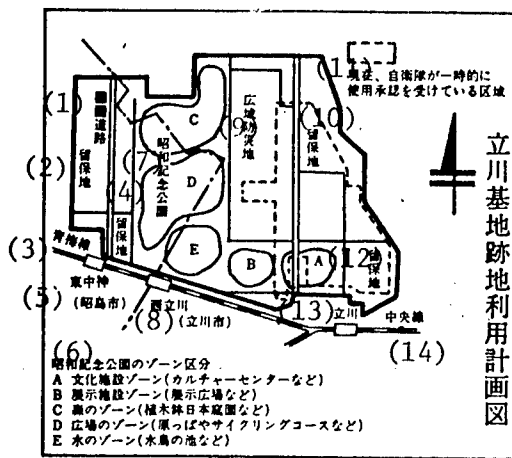 立川基地跡地利用計画図
(11)
現在、自衛隊が一時的に
使用承認を受けている区域
(1)
道路
(2)
留保地
(7)
(4)
昭和記念公園
C
(9)
広域防災地
(10)
留保地
D
留保地
E
B
A
(12)
留保地
(3)
青梅線
(5)
東中神
(昭島市)
西立川
(8)
(立川市)
(13)
立川
中央線
(14)
(6)
昭和記念公園のゾーン区分
A 文化施設ゾーン(カルチャーセンターなど)
B 展示施設ゾーン(展示広場など)
C 森のゾーン(植木鉢日本庭園など)
D 広場のゾーン(原っぱやサイクリングコースなど)
E 水のゾーン(水鳥の池など)